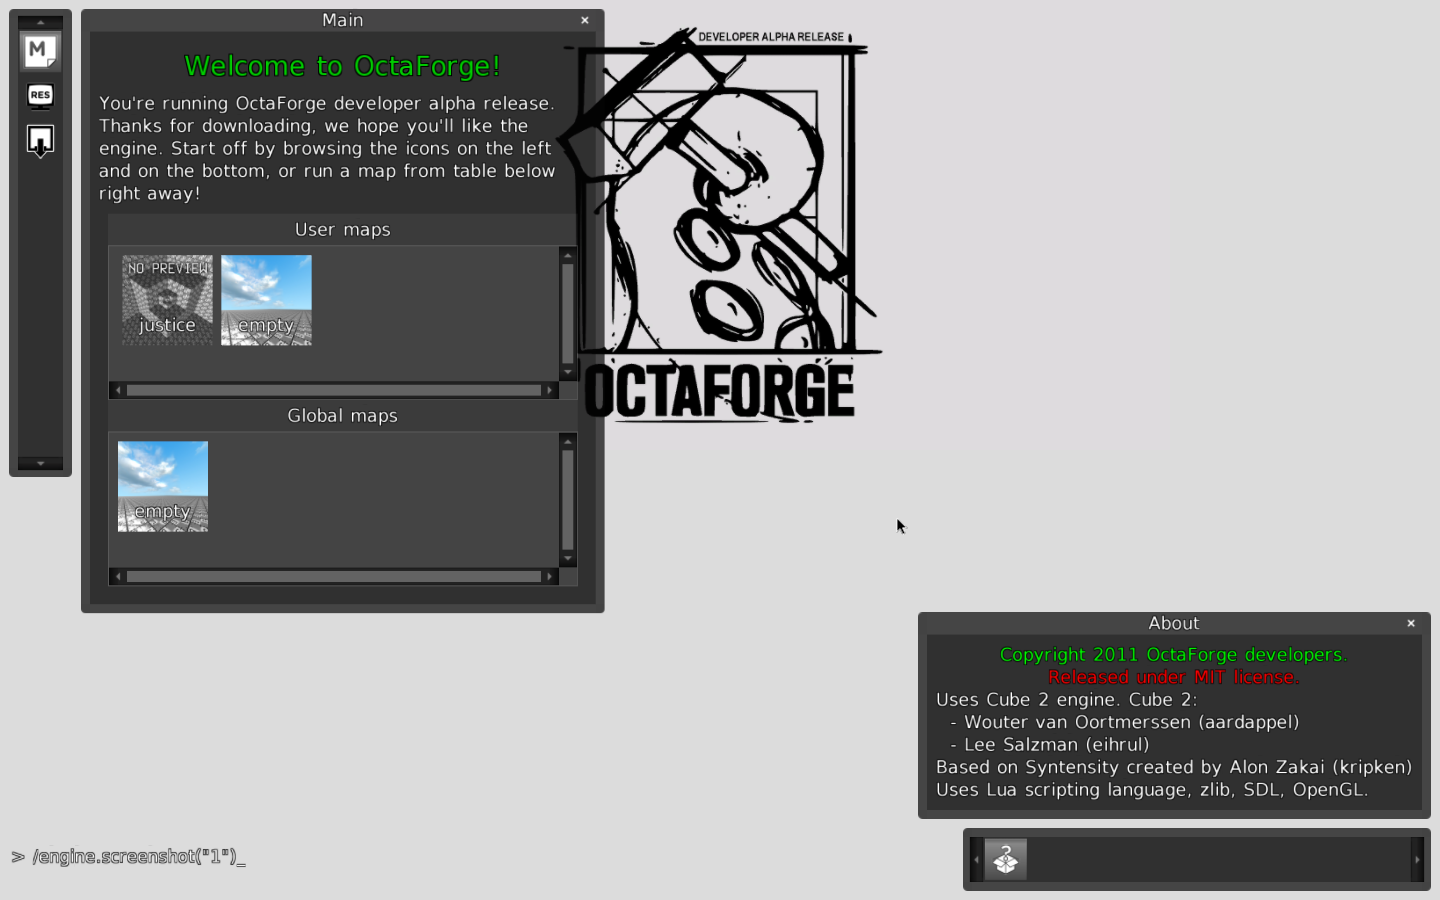 Main
×
DEVELOPER ALPHA RELEASE
M
Welcome to OctaForge!
RES
You're running OctaForge developer alpha release.
Thanks for downloading, we hope you'll like the
engine. Start off by browsing the icons on the left
and on the bottom, or run a map from table below
right away!
User maps
NO PREVIEW
justice
empty
OCTAFORGE
Global maps
empty
About
×
Copyright 2011 OctaForge developers.
Released under MIT license.
Uses Cube 2 engine. Cube 2:
- Wouter van Oortmerssen (aardappel)
- Lee Salzman (eihrul)
Based on Syntensity created by Alon Zakai (kripken)
Uses Lua scripting language, zlib, SDL, OpenGL.
> /engine.screenshot("1")_